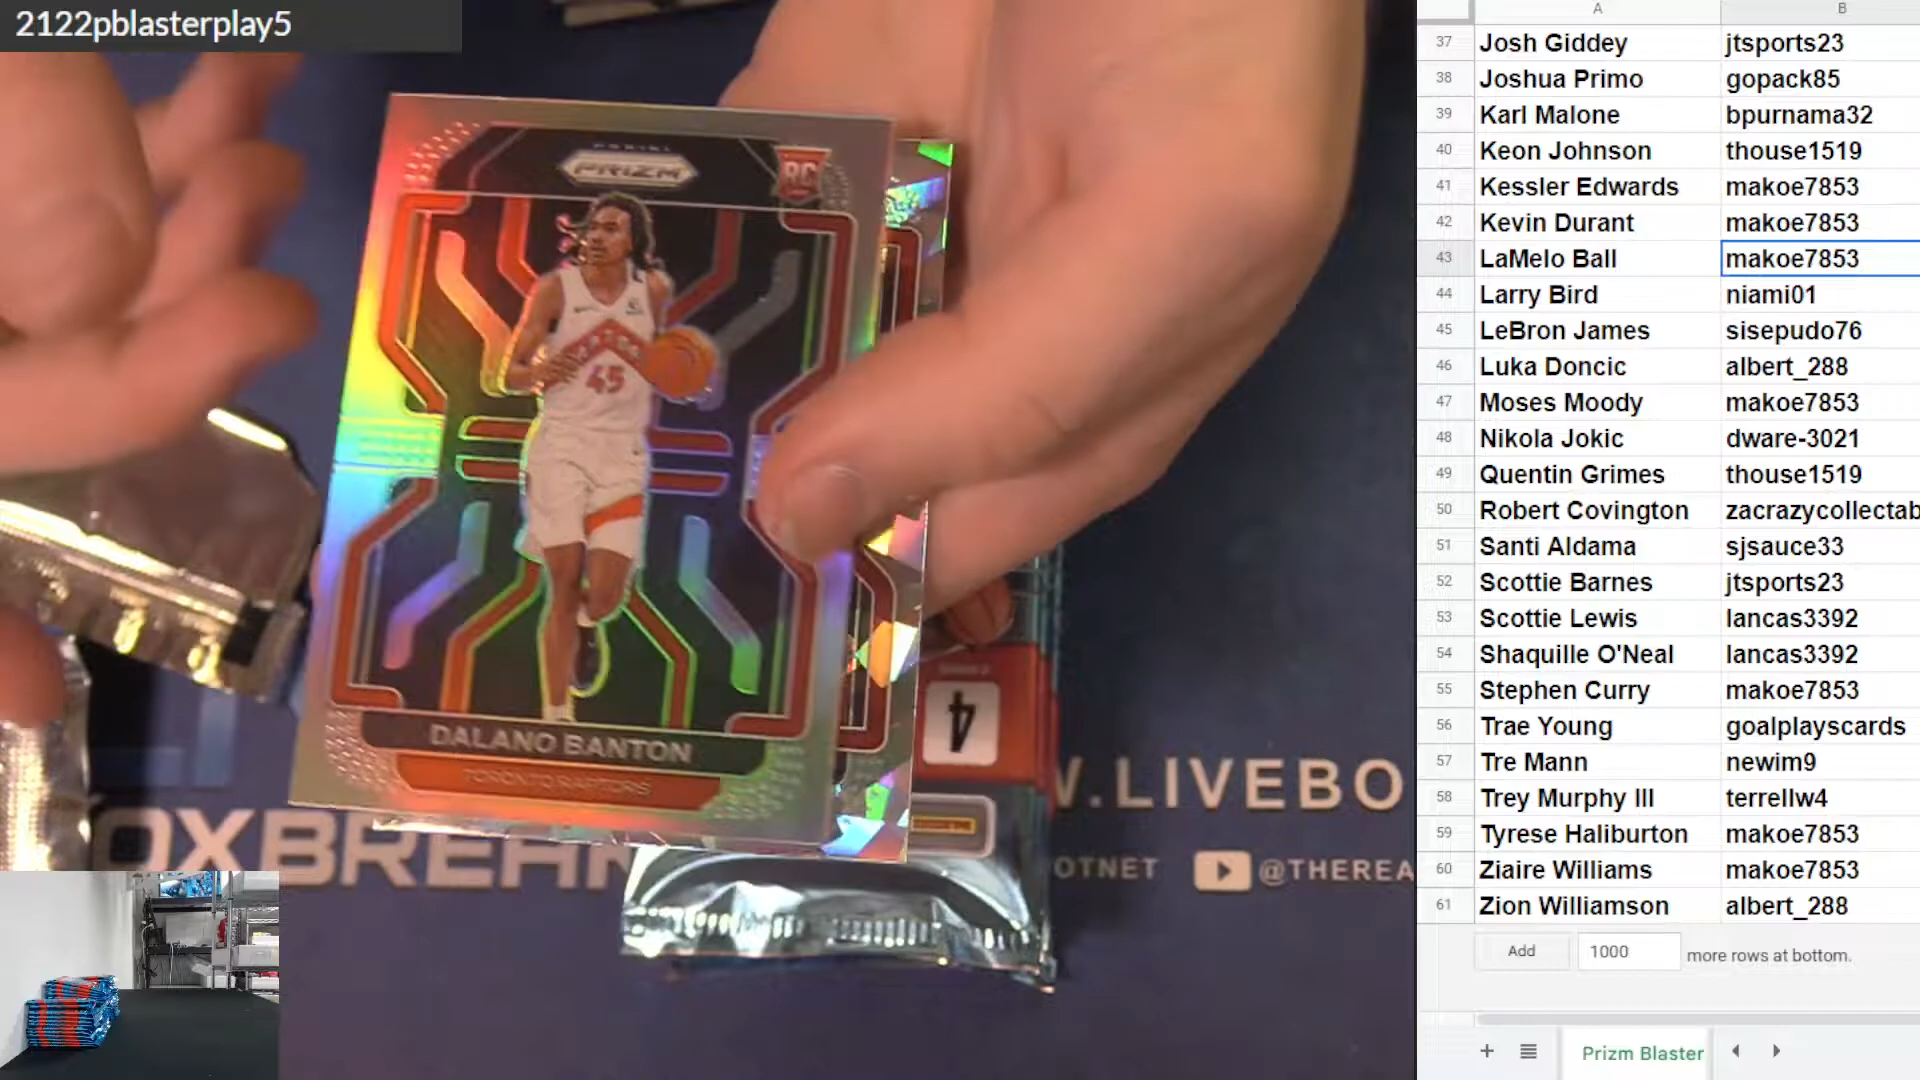 2122pblasterplay5
PANINI
PRIZM
RC
45
DALANO BANTON
TORONTO RAPTORS
4
W.LIVEBO
OXBREA
OTNET
@THEREA
A B
37 Josh Giddey jtsports23
38 Joshua Primo gopack85
39 Karl Malone bpurnama32
40 Keon Johnson thouse1519
41 Kessler Edwards makoe7853
42 Kevin Durant makoe7853
43 LaMelo Ball makoe7853
44 Larry Bird niami01
45 LeBron James sisepudo76
46 Luka Doncic albert_288
47 Moses Moody makoe7853
48 Nikola Jokic dware-3021
49 Quentin Grimes thouse1519
50 Robert Covington zacrazycollectab
51 Santi Aldama sjsauce33
52 Scottie Barnes jtsports23
53 Scottie Lewis lancas3392
54 Shaquille O'Neal lancas3392
55 Stephen Curry makoe7853
56 Trae Young goalplayscards
57 Tre Mann newim9
58 Trey Murphy III terrellw4
59 Tyrese Haliburton makoe7853
60 Ziaire Williams makoe7853
61 Zion Williamson albert_288
Add 1000 more rows at bottom.
Prizm Blaster